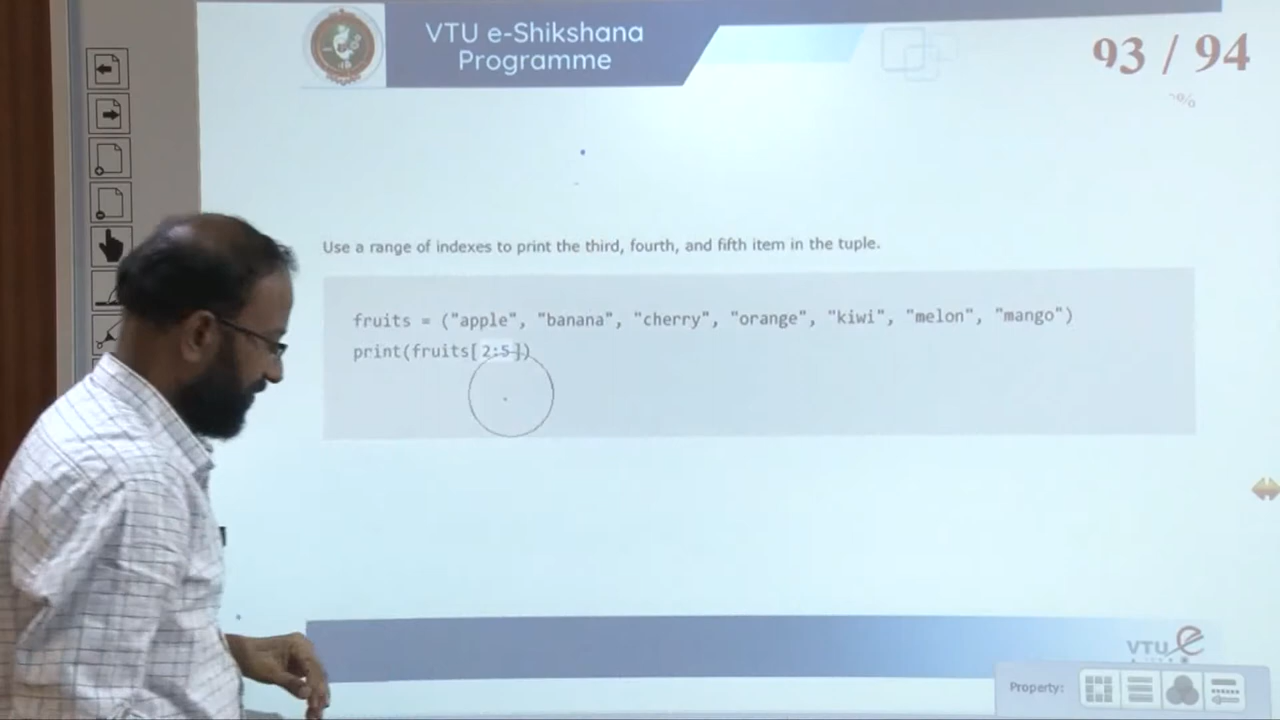 VTU e-Shikshana
Programme
93 / 94
%
Use a range of indexes to print the third, fourth, and fifth item in the tuple.
fruits = ("apple", "banana", "cherry", "orange", "kiwi", "melon", "mango")
print(fruits[2:5])
VTU e
Property: